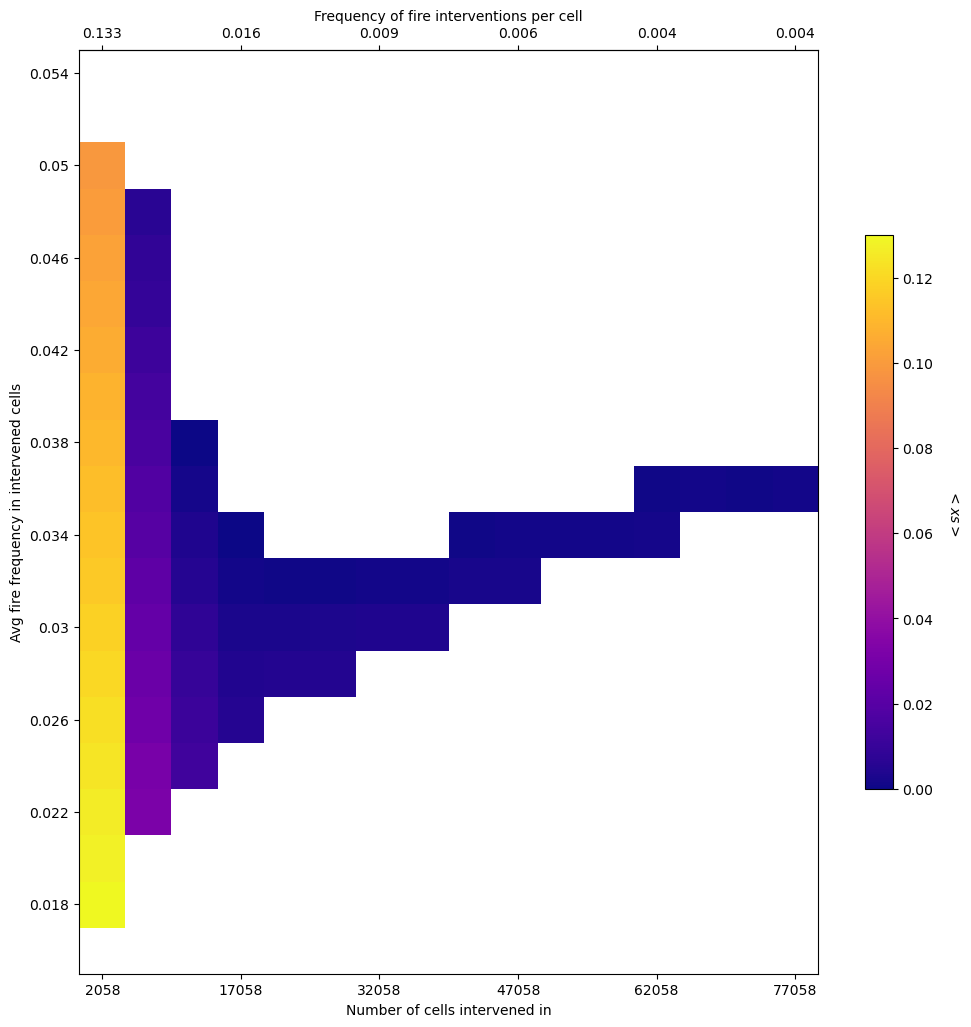 Frequency of fire interventions per cell
0.133 0.016 0.009 0.006 0.004 0.004
0.054
0.05
0.046
0.042
0.038
0.034
0.03
0.026
0.022
0.018
Avg fire frequency in intervened cells
2058 17058 32058 47058 62058 77058
Number of cells intervened in
0.12
0.10
0.08
0.06
0.04
0.02
0.00
< xs >